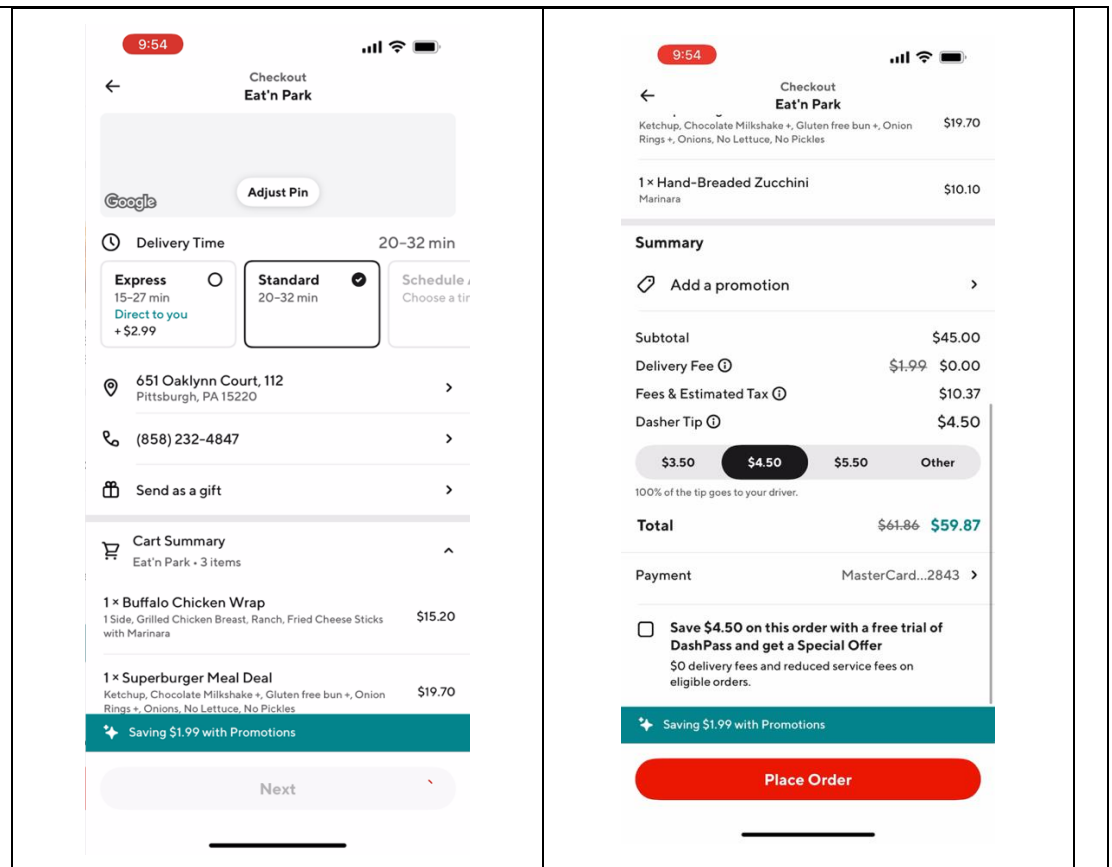 9:54
Checkout
Eat'n Park
Google
Adjust Pin
Delivery Time 20–32 min
Express
15–27 min
Direct to you
+ $2.99
Standard
20–32 min
Schedule
Choose a
651 Oaklynn Court, 112
Pittsburgh, PA 15220
(858) 232-4847
Send as a gift
Cart Summary
Eat'n Park • 3 items
1 × Buffalo Chicken Wrap
1 Side, Grilled Chicken Breast, Ranch, Fried Cheese Sticks $15.20
with Marinara
1 × Superburger Meal Deal
Ketchup, Chocolate Milkshake +, Gluten free bun +, Onion $19.70
Rings +, Onions, No Lettuce, No Pickles
Saving $1.99 with Promotions
Next
9:54
Checkout
Eat'n Park
Ketchup, Chocolate Milkshake +, Gluten free bun +, Onion $19.70
Rings +, Onions, No Lettuce, No Pickles
1 × Hand-Breaded Zucchini $10.10
Marinara
Summary
Add a promotion
Subtotal $45.00
Delivery Fee $1.99 $0.00
Fees & Estimated Tax $10.37
Dasher Tip $4.50
$3.50 $4.50 $5.50 Other
100% of the tip goes to your driver.
Total $61.86 $59.87
Payment MasterCard...2843
Save $4.50 on this order with a free trial of
DashPass and get a Special Offer
$0 delivery fees and reduced service fees on
eligible orders.
Saving $1.99 with Promotions
Place Order